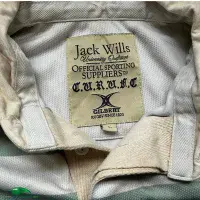 Jack Wills
University Outfitters
OFFICIAL SPORTING
SUPPLIERS TO
C.U.R.U.F.C
GILBERT